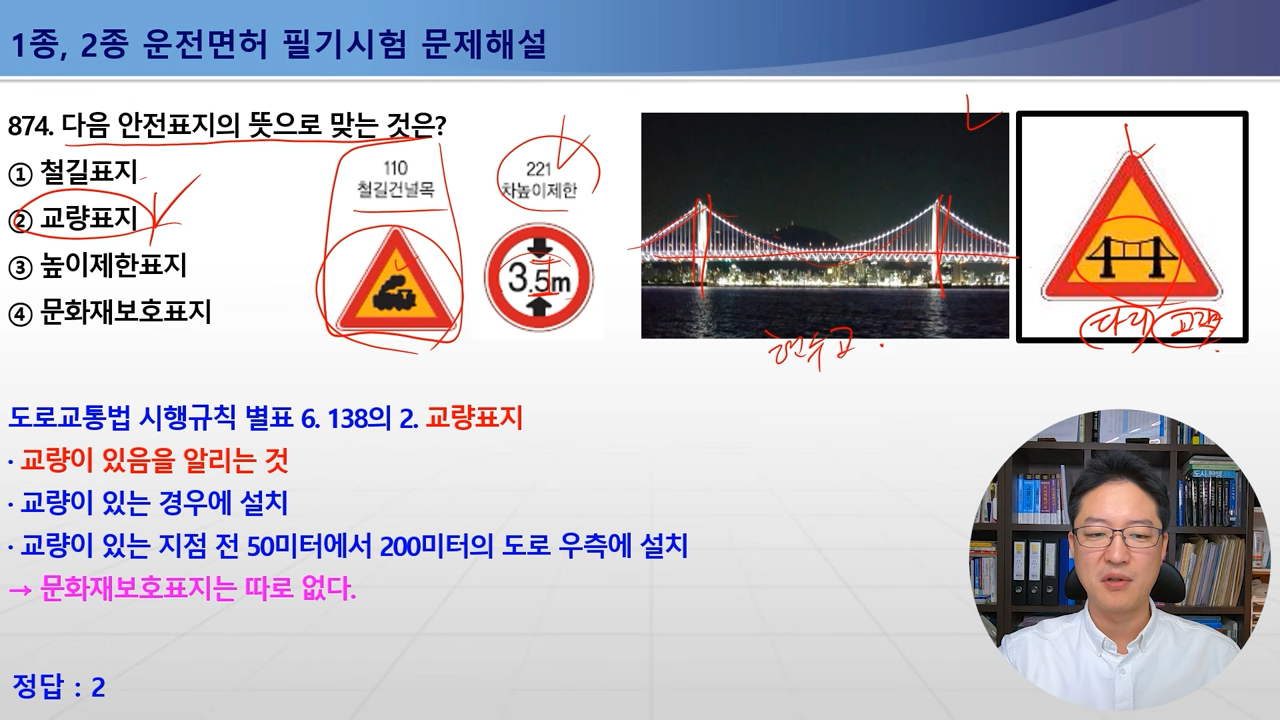 1종, 2종 운전면허 필기시험 문제해설
874. 다음 안전표지의 뜻으로 맞는 것은?
① 철길표지
② 교량표지
③ 높이제한표지
④ 문화재보호표지
110
철길건널목
221
차높이제한
3.5m
현수교
다리 교량
도로교통법 시행규칙 별표 6. 138의 2. 교량표지
· 교량이 있음을 알리는 것
· 교량이 있는 경우에 설치
· 교량이 있는 지점 전 50미터에서 200미터의 도로 우측에 설치
→ 문화재보호표지는 따로 없다.
정답 : 2